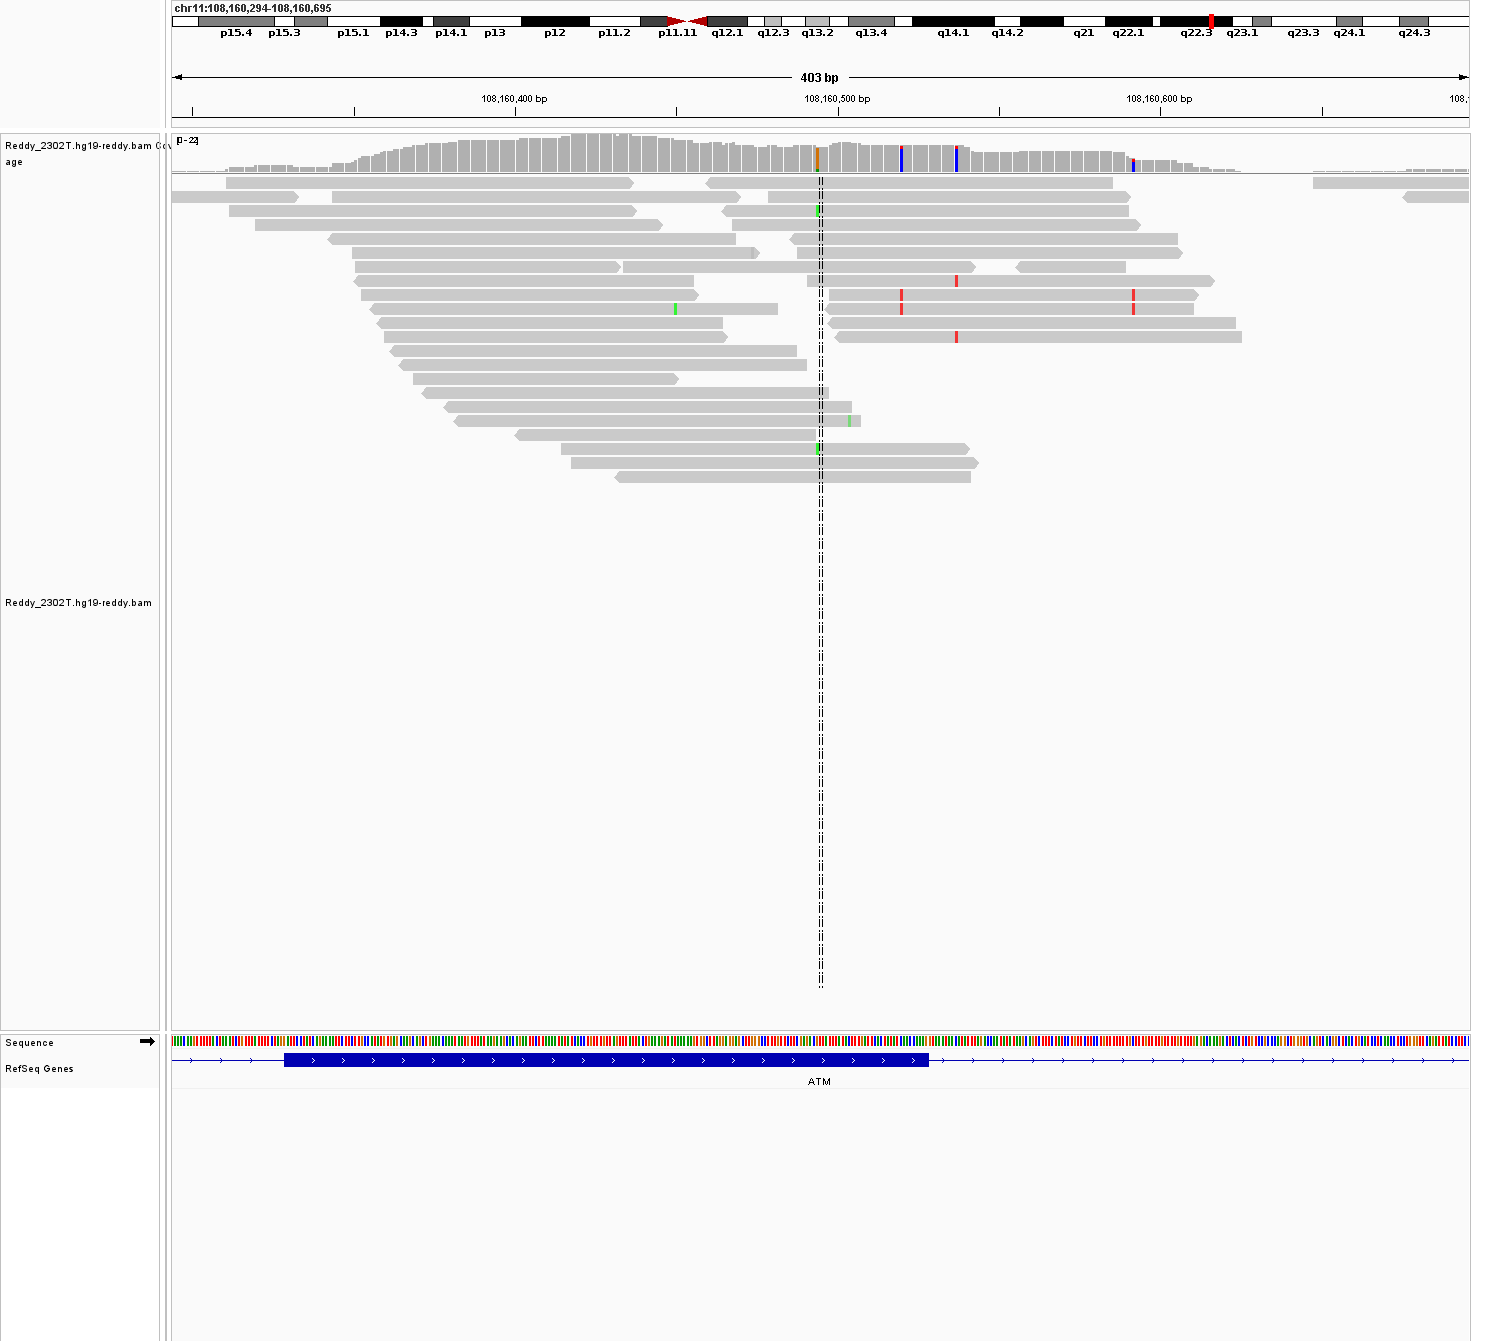 chr11:108,160,294-108,160,695
p15.4 p15.3 p15.1 p14.3 p14.1 p13 p12 p11.2 p11.11 q12.1 q12.3 q13.2 q13.4 q14.1 q14.2 q21 q22.1 q22.3 q23.1 q23.3 q24.1 q24.3
403 bp
108,160,400 bp 108,160,500 bp 108,160,600 bp 108,1
[0-22]
Reddy_2302T.hg19-reddy.bam Cov
age
Reddy_2302T.hg19-reddy.bam
Sequence
RefSeq Genes
ATM